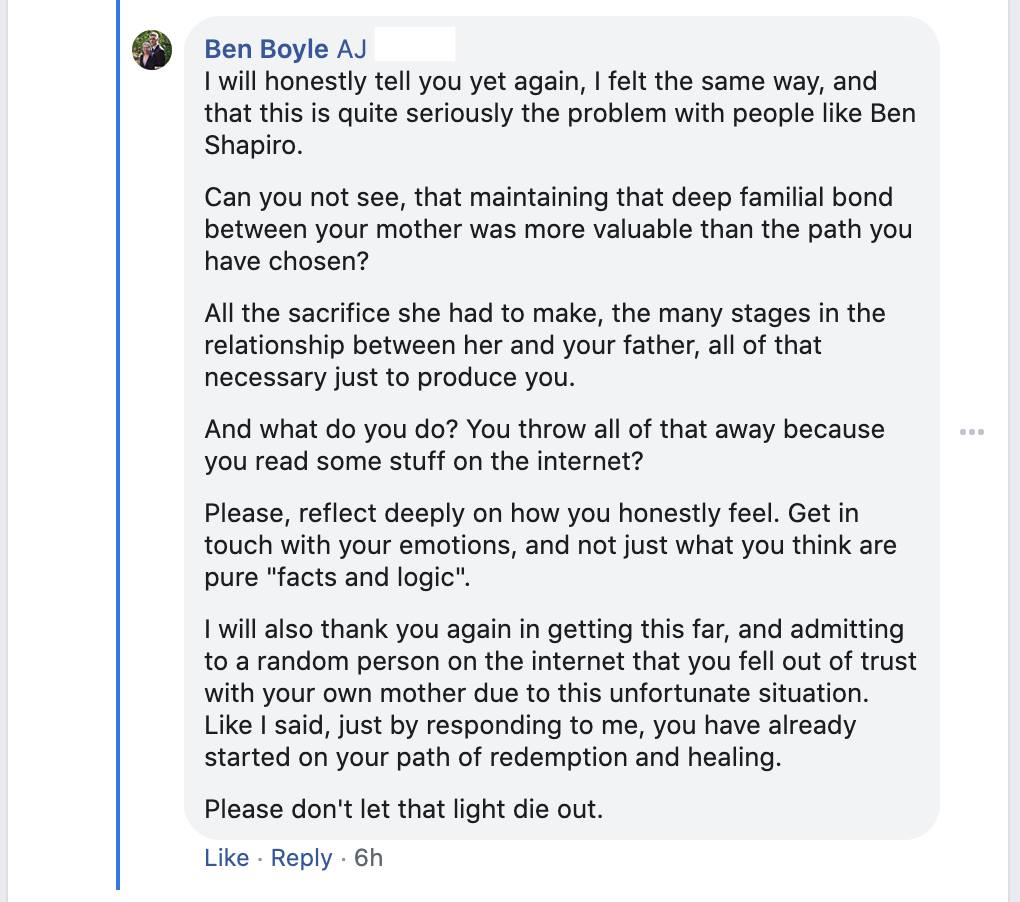 Ben Boyle AJ
I will honestly tell you yet again, I felt the same way, and
that this is quite seriously the problem with people like Ben
Shapiro.
Can you not see, that maintaining that deep familial bond
between your mother was more valuable than the path you
have chosen?
All the sacrifice she had to make, the many stages in the
relationship between her and your father, all of that
necessary just to produce you.
And what do you do? You throw all of that away because
you read some stuff on the internet?
Please, reflect deeply on how you honestly feel. Get in
touch with your emotions, and not just what you think are
pure "facts and logic".
I will also thank you again in getting this far, and admitting
to a random person on the internet that you fell out of trust
with your own mother due to this unfortunate situation.
Like I said, just by responding to me, you have already
started on your path of redemption and healing.
Please don't let that light die out.
Like · Reply · 6h